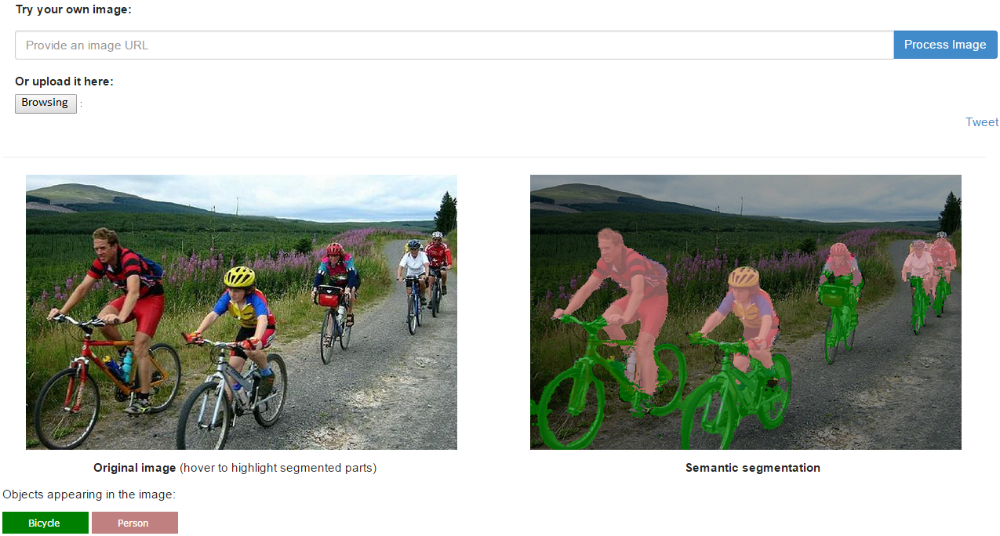 Try your own image:
Provide an image URL
Process Image
Or upload it here:
Browsing :
Tweet
Original image (hover to highlight segmented parts)
Semantic segmentation
Objects appearing in the image:
Bicycle
Person